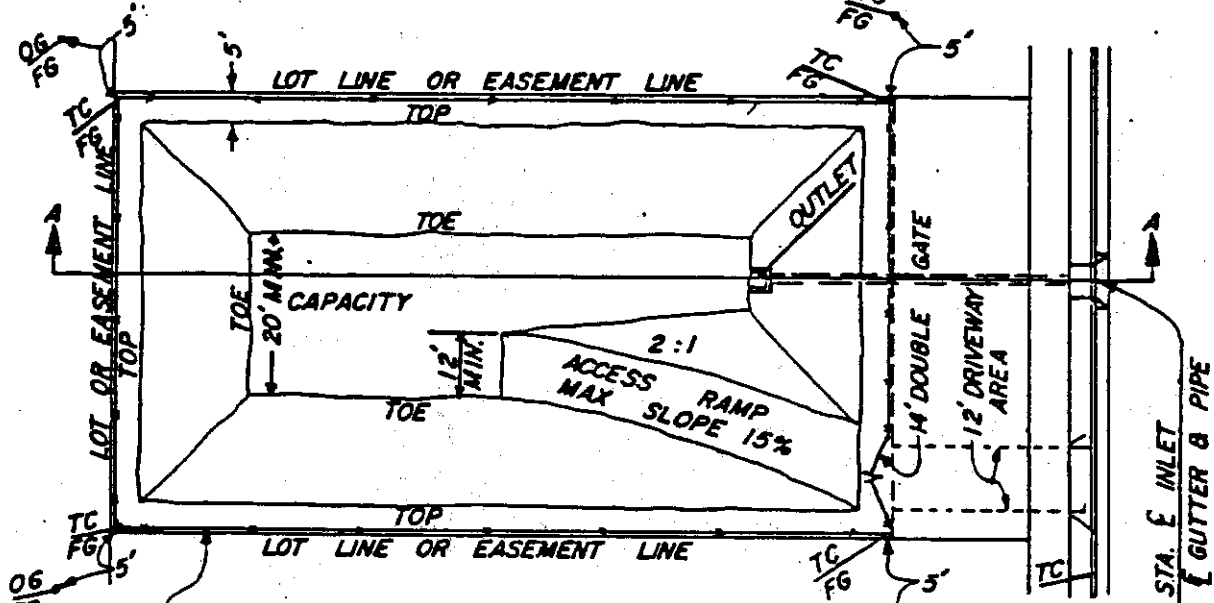 OG
FG
5'
5'
FG
5'
LOT LINE OR EASEMENT LINE
TC
FG
TC
FG
TOP
LOT OR EASEMENT LINE
TOP
A
TOE
OUTLET
GATE
A
TOE
20' MIN.
CAPACITY
12'
MIN.
2:1
ACCESS RAMP
MAX SLOPE 15%
14' DOUBLE
12' DRIVEWAY
AREA
TOE
TOP
LOT LINE OR EASEMENT LINE
TC
FG
5'
OG
TC
FG
5'
TC
STA. ℄ INLET
℄ GUTTER & PIPE